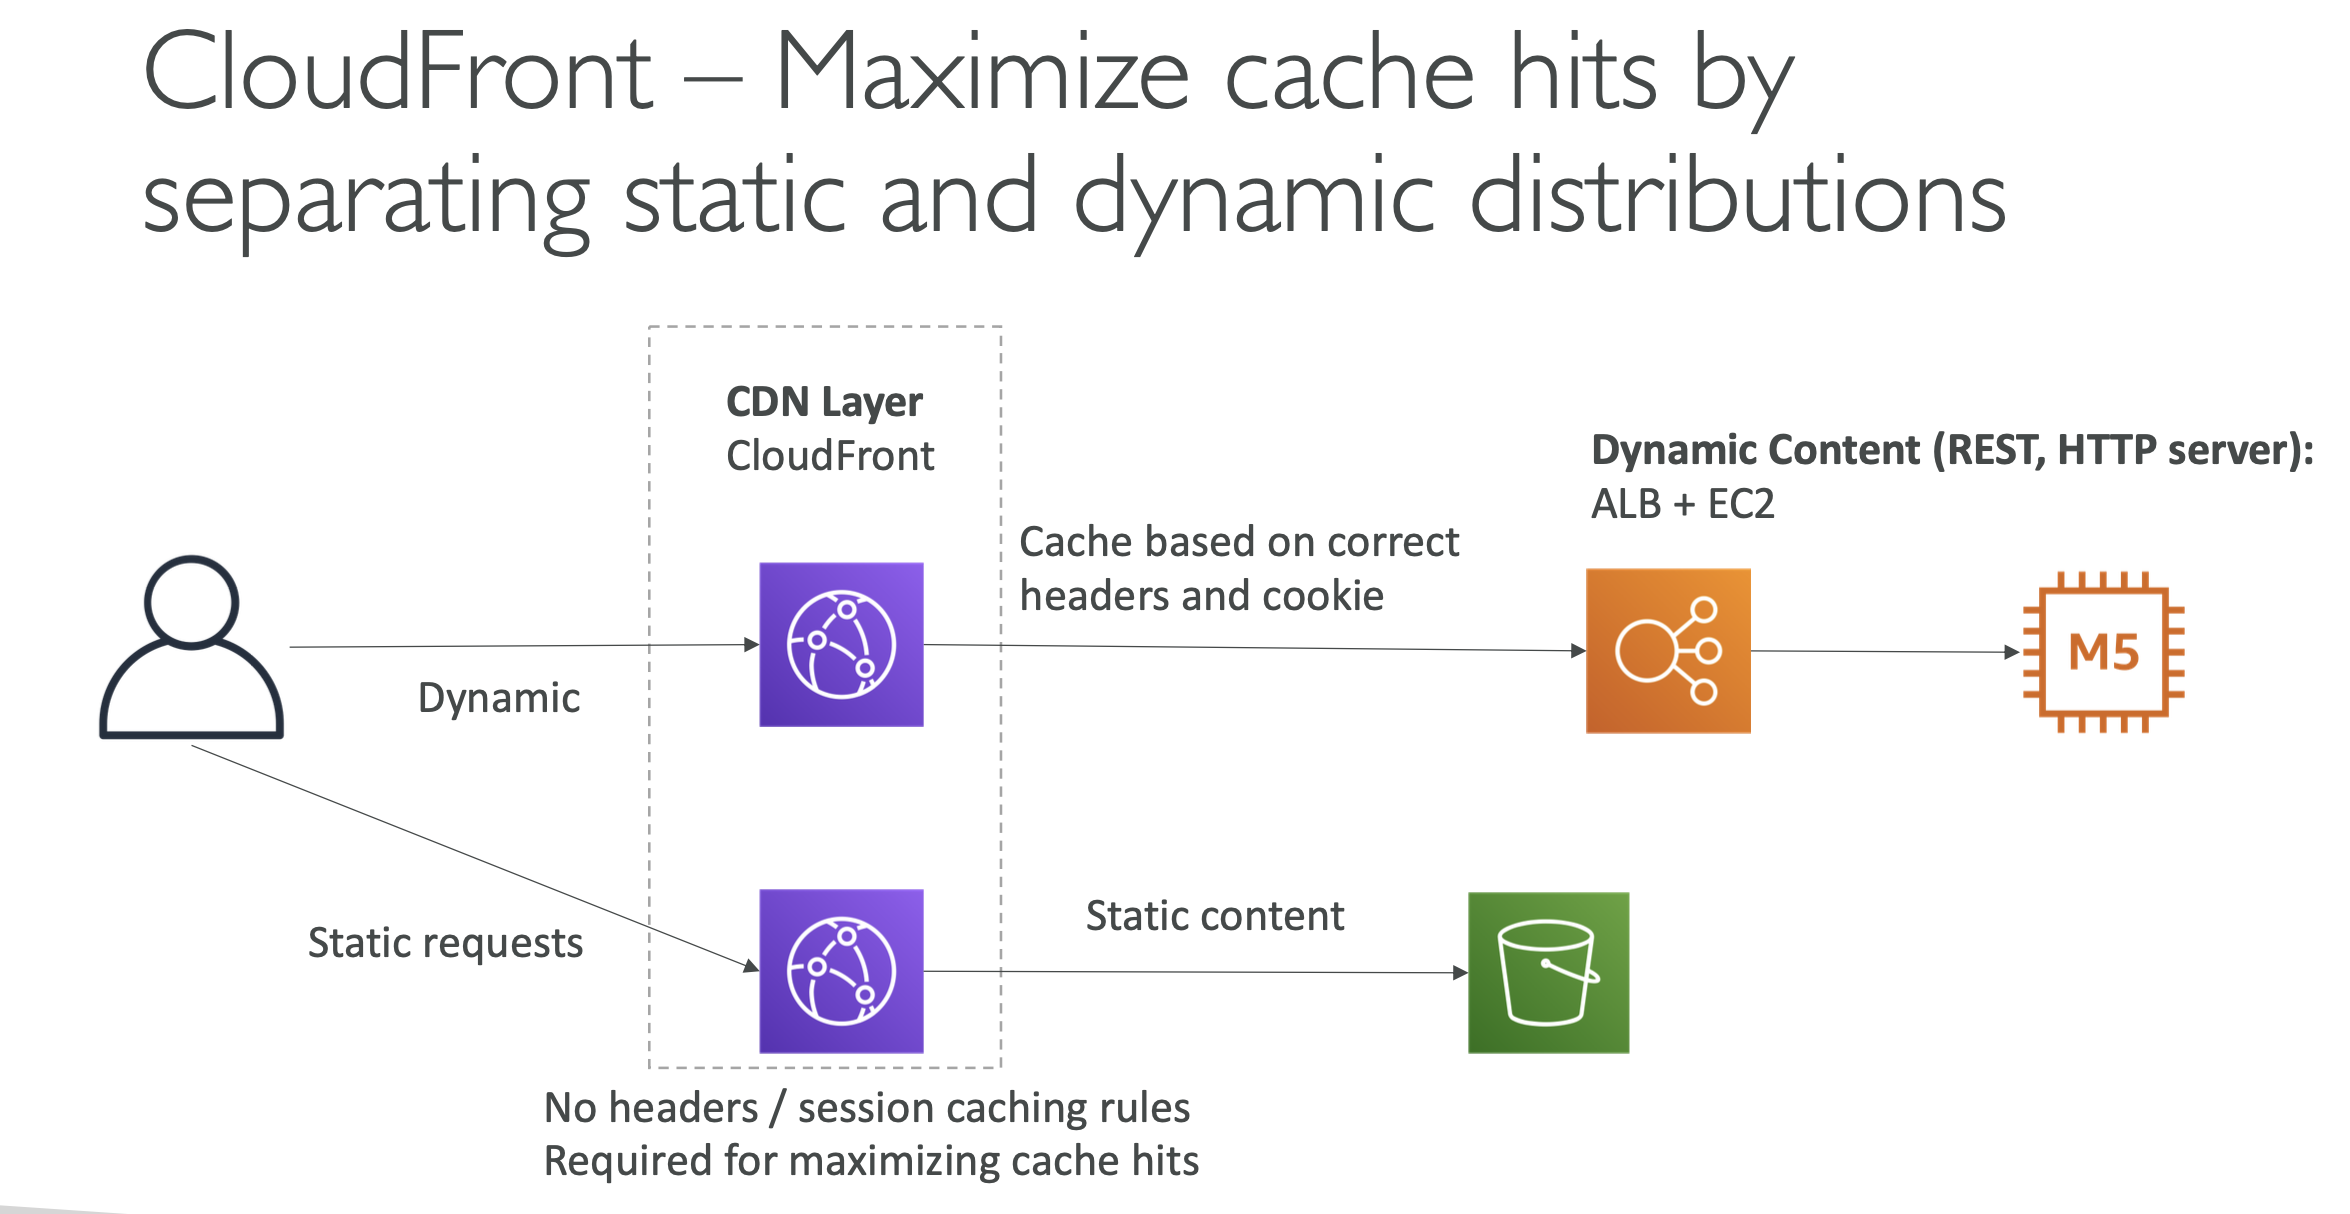 CloudFront – Maximize cache hits by
separating static and dynamic distributions
CDN Layer
CloudFront
Dynamic Content (REST, HTTP server):
ALB + EC2
Cache based on correct
headers and cookie
M5
Dynamic
Static requests
Static content
No headers / session caching rules
Required for maximizing cache hits